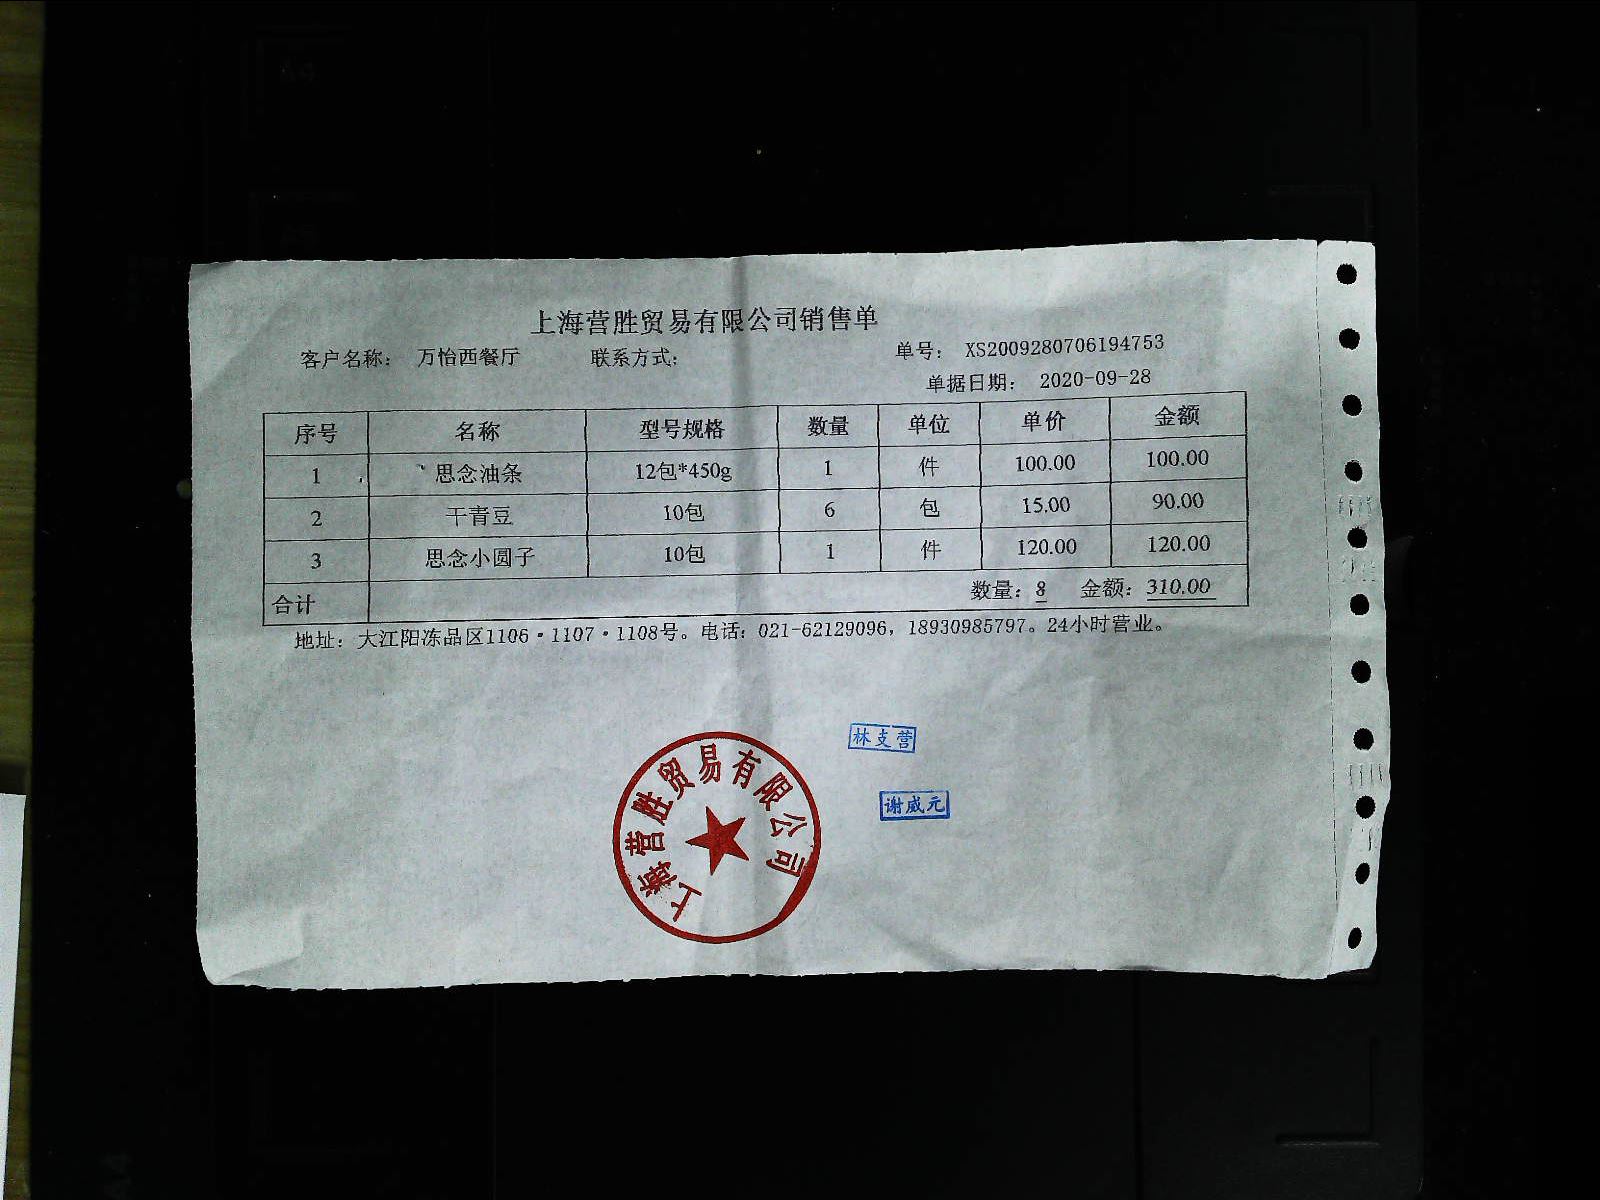 上海营胜贸易有限公司销售单
客户名称: 万怡西餐厅 联系方式: 单号: XS2009280706194753
单据日期: 2020-09-28
序号 名称 型号规格 数量 单位 单价 金额
1 思念油条 12包*450g 1 件 100.00 100.00
2 干青豆 10包 6 包 15.00 90.00
3 思念小圆子 10包 1 件 120.00 120.00
合计 数量: 8 金额: 310.00
地址: 大江阳冻品区1106·1107·1108号。电话: 021-62129096, 18930985797。24小时营业。
林支营
谢威元
上海营胜贸易有限公司